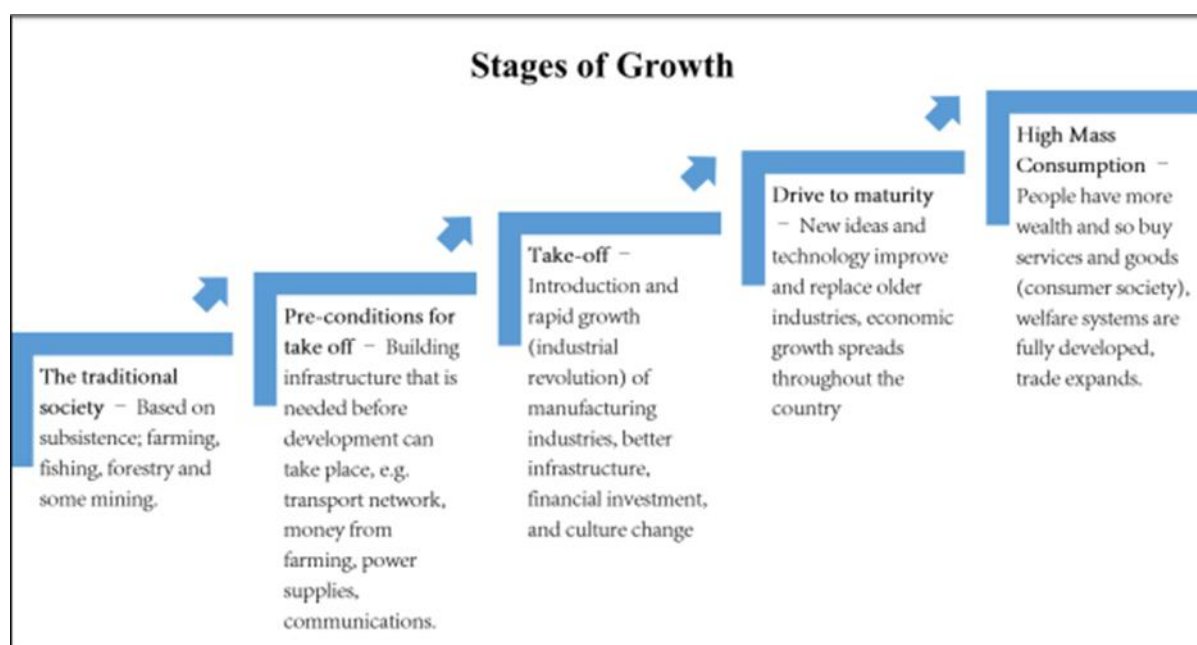 Stages of Growth
The traditional
society – Based on
subsistence; farming,
fishing, forestry and
some mining.
Pre-conditions for
take off – Building
infrastructure that is
needed before
development can
take place, e.g.
transport network,
money from
farming, power
supplies,
communications.
Take-off –
Introduction and
rapid growth
(industrial
revolution) of
manufacturing
industries, better
infrastructure,
financial investment,
and culture change
Drive to maturity
– New ideas and
technology improve
and replace older
industries, economic
growth spreads
throughout the
country
High Mass
Consumption –
People have more
wealth and so buy
services and goods
(consumer society),
welfare systems are
fully developed,
trade expands.